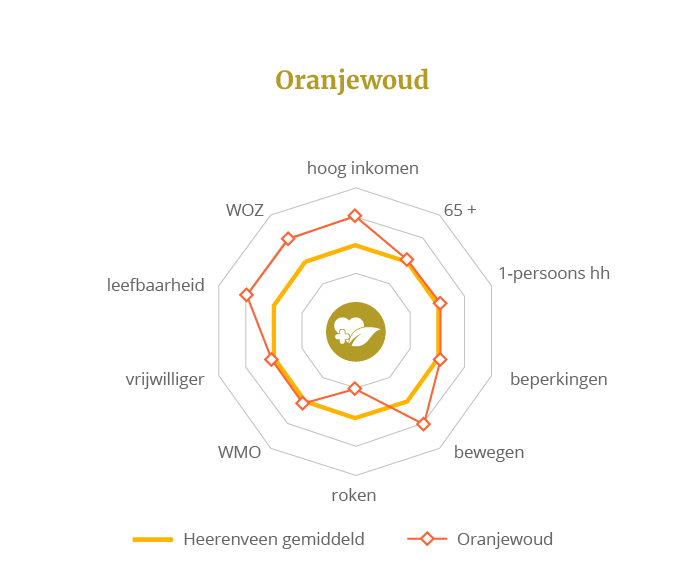 Oranjewoud
hoog inkomen
WOZ
65 +
leefbaarheid
1-persoons hh
vrijwilliger
beperkingen
WMO
bewegen
roken
Heerenveen gemiddeld
Oranjewoud